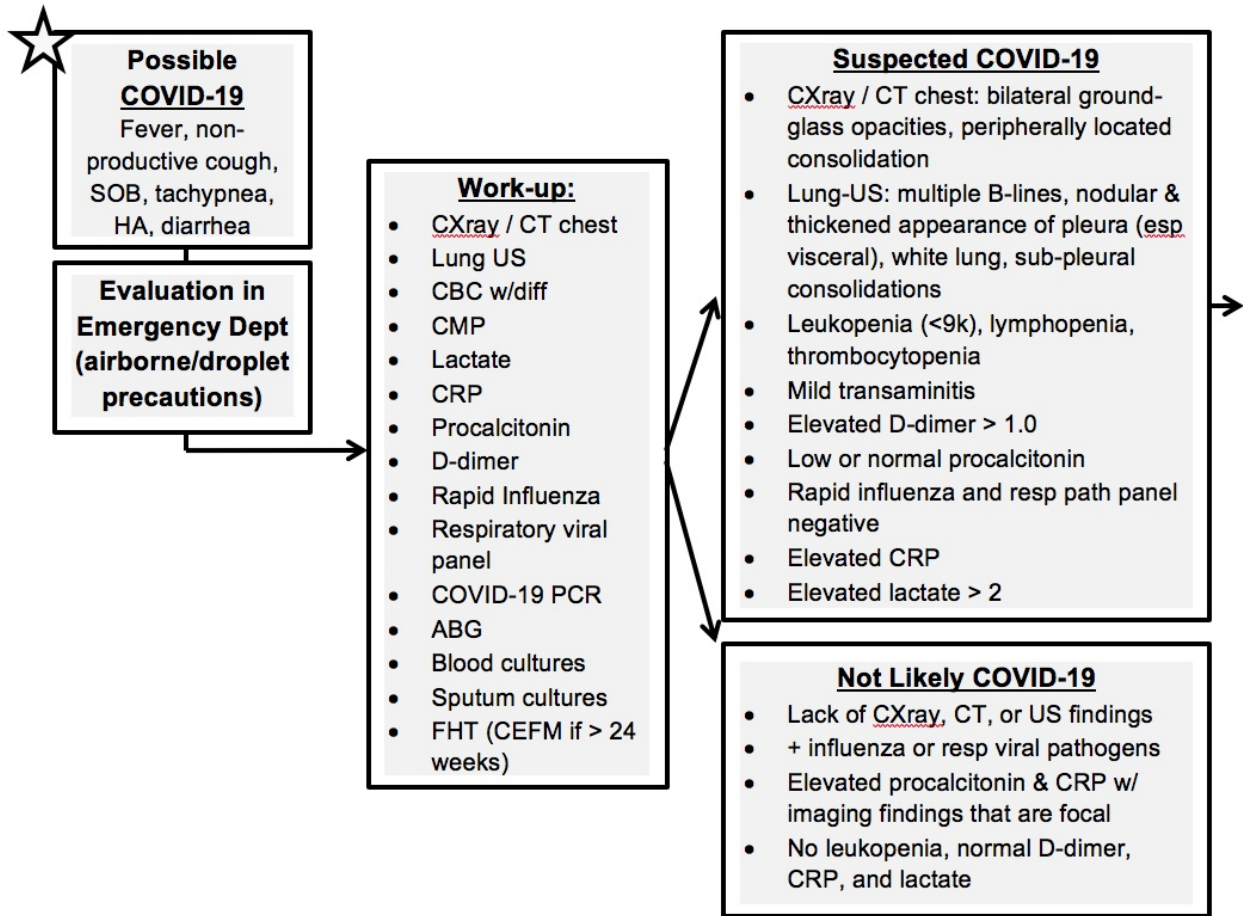 Possible
COVID-19
Fever, non-
productive cough,
SOB, tachypnea,
HA, diarrhea
Evaluation in
Emergency Dept
(airborne/droplet
precautions)
Work-up:
• CXray / CT chest
• Lung US
• CBC w/diff
• CMP
• Lactate
• CRP
• Procalcitonin
• D-dimer
• Rapid Influenza
• Respiratory viral
panel
• COVID-19 PCR
• ABG
• Blood cultures
• Sputum cultures
• FHT (CEFM if > 24
weeks)
Suspected COVID-19
• CXray / CT chest: bilateral ground-
glass opacities, peripherally located
consolidation
• Lung-US: multiple B-lines, nodular &
thickened appearance of pleura (esp
visceral), white lung, sub-pleural
consolidations
• Leukopenia (<9k), lymphopenia,
thrombocytopenia
• Mild transaminitis
• Elevated D-dimer > 1.0
• Low or normal procalcitonin
• Rapid influenza and resp path panel
negative
• Elevated CRP
• Elevated lactate > 2
Not Likely COVID-19
• Lack of CXray, CT, or US findings
• + influenza or resp viral pathogens
• Elevated procalcitonin & CRP w/
imaging findings that are focal
• No leukopenia, normal D-dimer,
CRP, and lactate